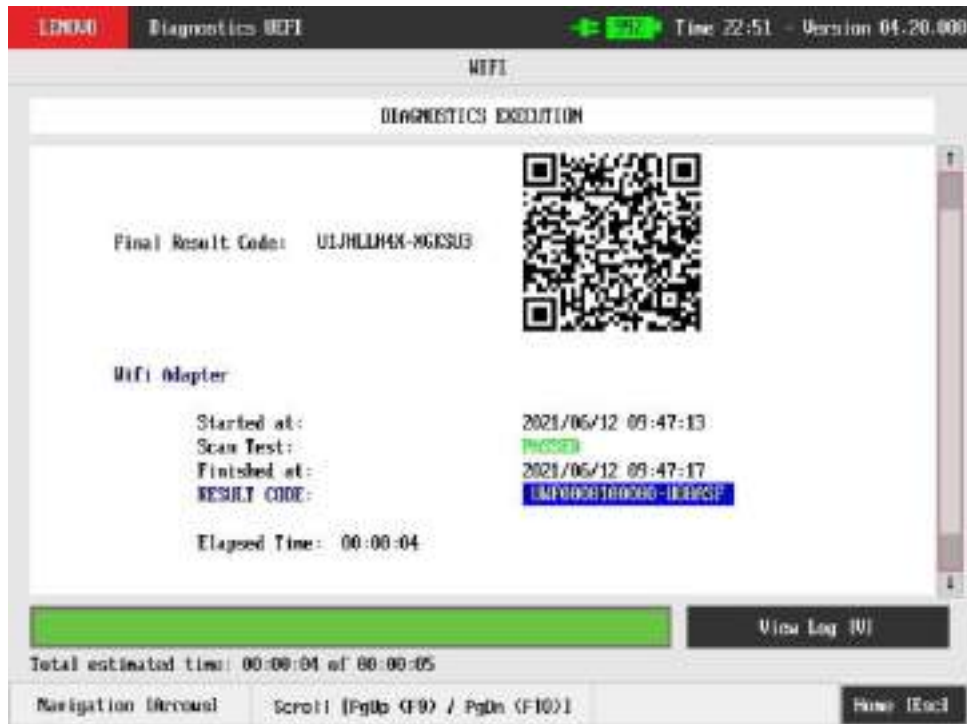 LENOVO Diagnostics UEFI Time 22:51 - Version 04.20.000
WIFI
DIAGNOSTICS EXECUTION
Final Result Code:
Wifi Adapter
Started at: 2021/06/12 09:47:13
Scan Test: PASSED
Finished at: 2021/06/12 09:47:17
RESULT CODE:
Elapsed Time: 00:00:04
View Log [V]
Total estimated time: 00:00:04 of 00:00:05
Navigation [Arrows] Scroll [PgUp (F9) / PgDn (F10)] Home [Esc]